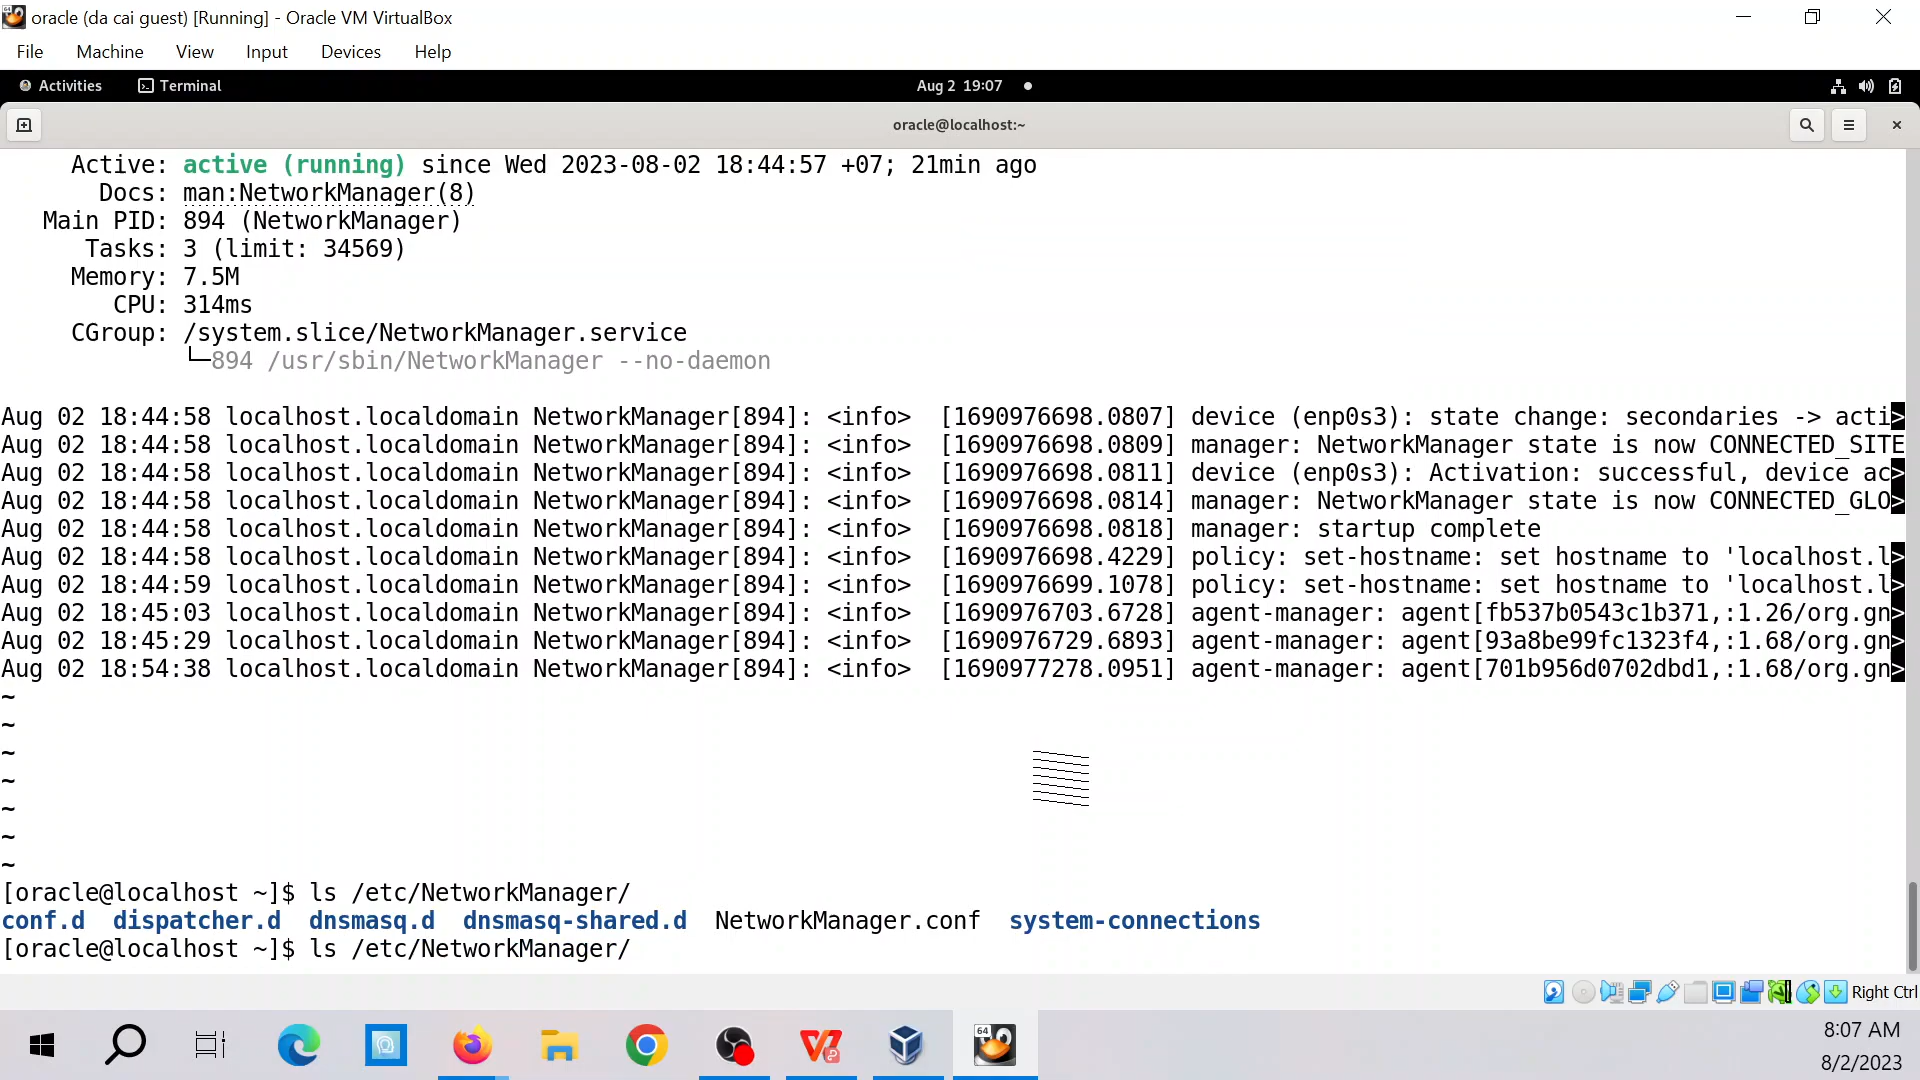 oracle (da cai guest) [Running] - Oracle VM VirtualBox
File Machine View Input Devices Help
Activities Terminal Aug 2 19:07
oracle@localhost:~
Active: active (running) since Wed 2023-08-02 18:44:57 +07; 21min ago
Docs: man:NetworkManager(8)
Main PID: 894 (NetworkManager)
Tasks: 3 (limit: 34569)
Memory: 7.5M
CPU: 314ms
CGroup: /system.slice/NetworkManager.service
└─894 /usr/sbin/NetworkManager --no-daemon
Aug 02 18:44:58 localhost.localdomain NetworkManager[894]: <info>  [1690976698.0807] device (enp0s3): state change: secondaries -> acti>
Aug 02 18:44:58 localhost.localdomain NetworkManager[894]: <info>  [1690976698.0809] manager: NetworkManager state is now CONNECTED_SITE
Aug 02 18:44:58 localhost.localdomain NetworkManager[894]: <info>  [1690976698.0811] device (enp0s3): Activation: successful, device ac>
Aug 02 18:44:58 localhost.localdomain NetworkManager[894]: <info>  [1690976698.0814] manager: NetworkManager state is now CONNECTED_GLO>
Aug 02 18:44:58 localhost.localdomain NetworkManager[894]: <info>  [1690976698.0818] manager: startup complete
Aug 02 18:44:58 localhost.localdomain NetworkManager[894]: <info>  [1690976698.4229] policy: set-hostname: set hostname to 'localhost.l>
Aug 02 18:44:59 localhost.localdomain NetworkManager[894]: <info>  [1690976699.1078] policy: set-hostname: set hostname to 'localhost.l>
Aug 02 18:45:03 localhost.localdomain NetworkManager[894]: <info>  [1690976703.6728] agent-manager: agent[fb537b0543c1b371,:1.26/org.gn>
Aug 02 18:45:29 localhost.localdomain NetworkManager[894]: <info>  [1690976729.6893] agent-manager: agent[93a8be99fc1323f4,:1.68/org.gn>
Aug 02 18:54:38 localhost.localdomain NetworkManager[894]: <info>  [1690977278.0951] agent-manager: agent[701b956d0702dbd1,:1.68/org.gn>
~
~
~
~
~
~
~
[oracle@localhost ~]$ ls /etc/NetworkManager/
conf.d  dispatcher.d  dnsmasq.d  dnsmasq-shared.d  NetworkManager.conf  system-connections
[oracle@localhost ~]$ ls /etc/NetworkManager/
Right Ctrl
64
8:07 AM
8/2/2023